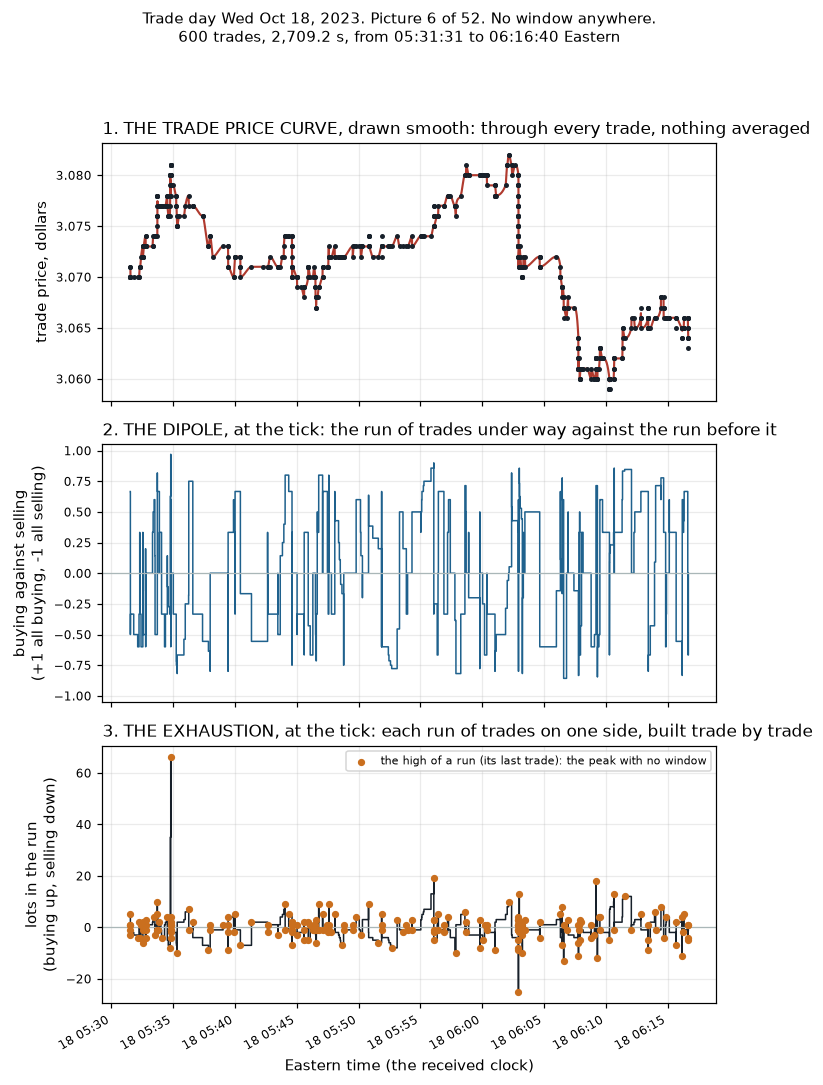 Trade day Wed Oct 18, 2023. Picture 6 of 52. No window anywhere.
600 trades, 2,709.2 s, from 05:31:31 to 06:16:40 Eastern
1. THE TRADE PRICE CURVE, drawn smooth: through every trade, nothing averaged
trade price, dollars
3.080
3.075
3.070
3.065
3.060
2. THE DIPOLE, at the tick: the run of trades under way against the run before it
buying against selling
(+1 all buying, -1 all selling)
1.00
0.75
0.50
0.25
0.00
−0.25
−0.50
−0.75
−1.00
3. THE EXHAUSTION, at the tick: each run of trades on one side, built trade by trade
the high of a run (its last trade): the peak with no window
lots in the run
(buying up, selling down)
60
40
20
0
−20
18 05:30
18 05:35
18 05:40
18 05:45
18 05:50
18 05:55
18 06:00
18 06:05
18 06:10
18 06:15
Eastern time (the received clock)